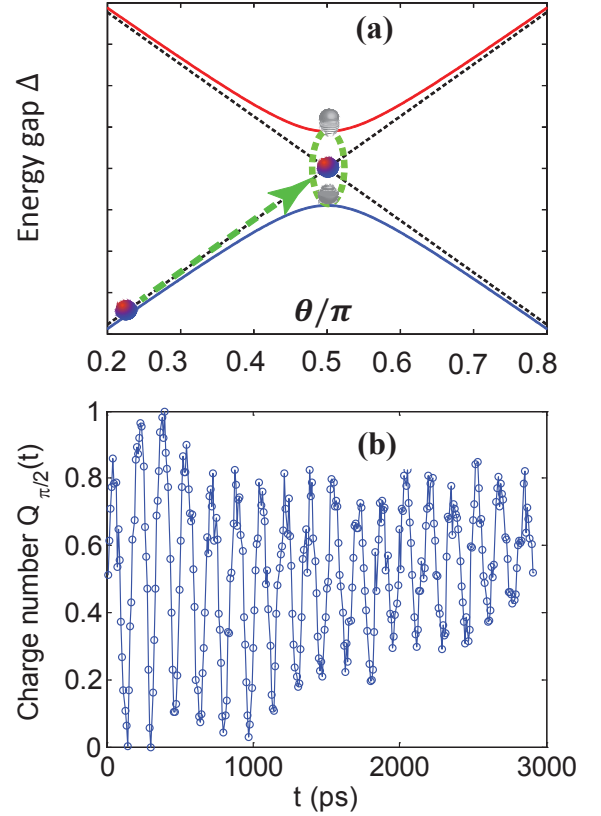 (a)
Energy gap Δ
θ/π
0.2 0.3 0.4 0.5 0.6 0.7 0.8
(b)
Charge number Q π/2(t)
1
0.8
0.6
0.4
0.2
0
0 1000 2000 3000
t (ps)